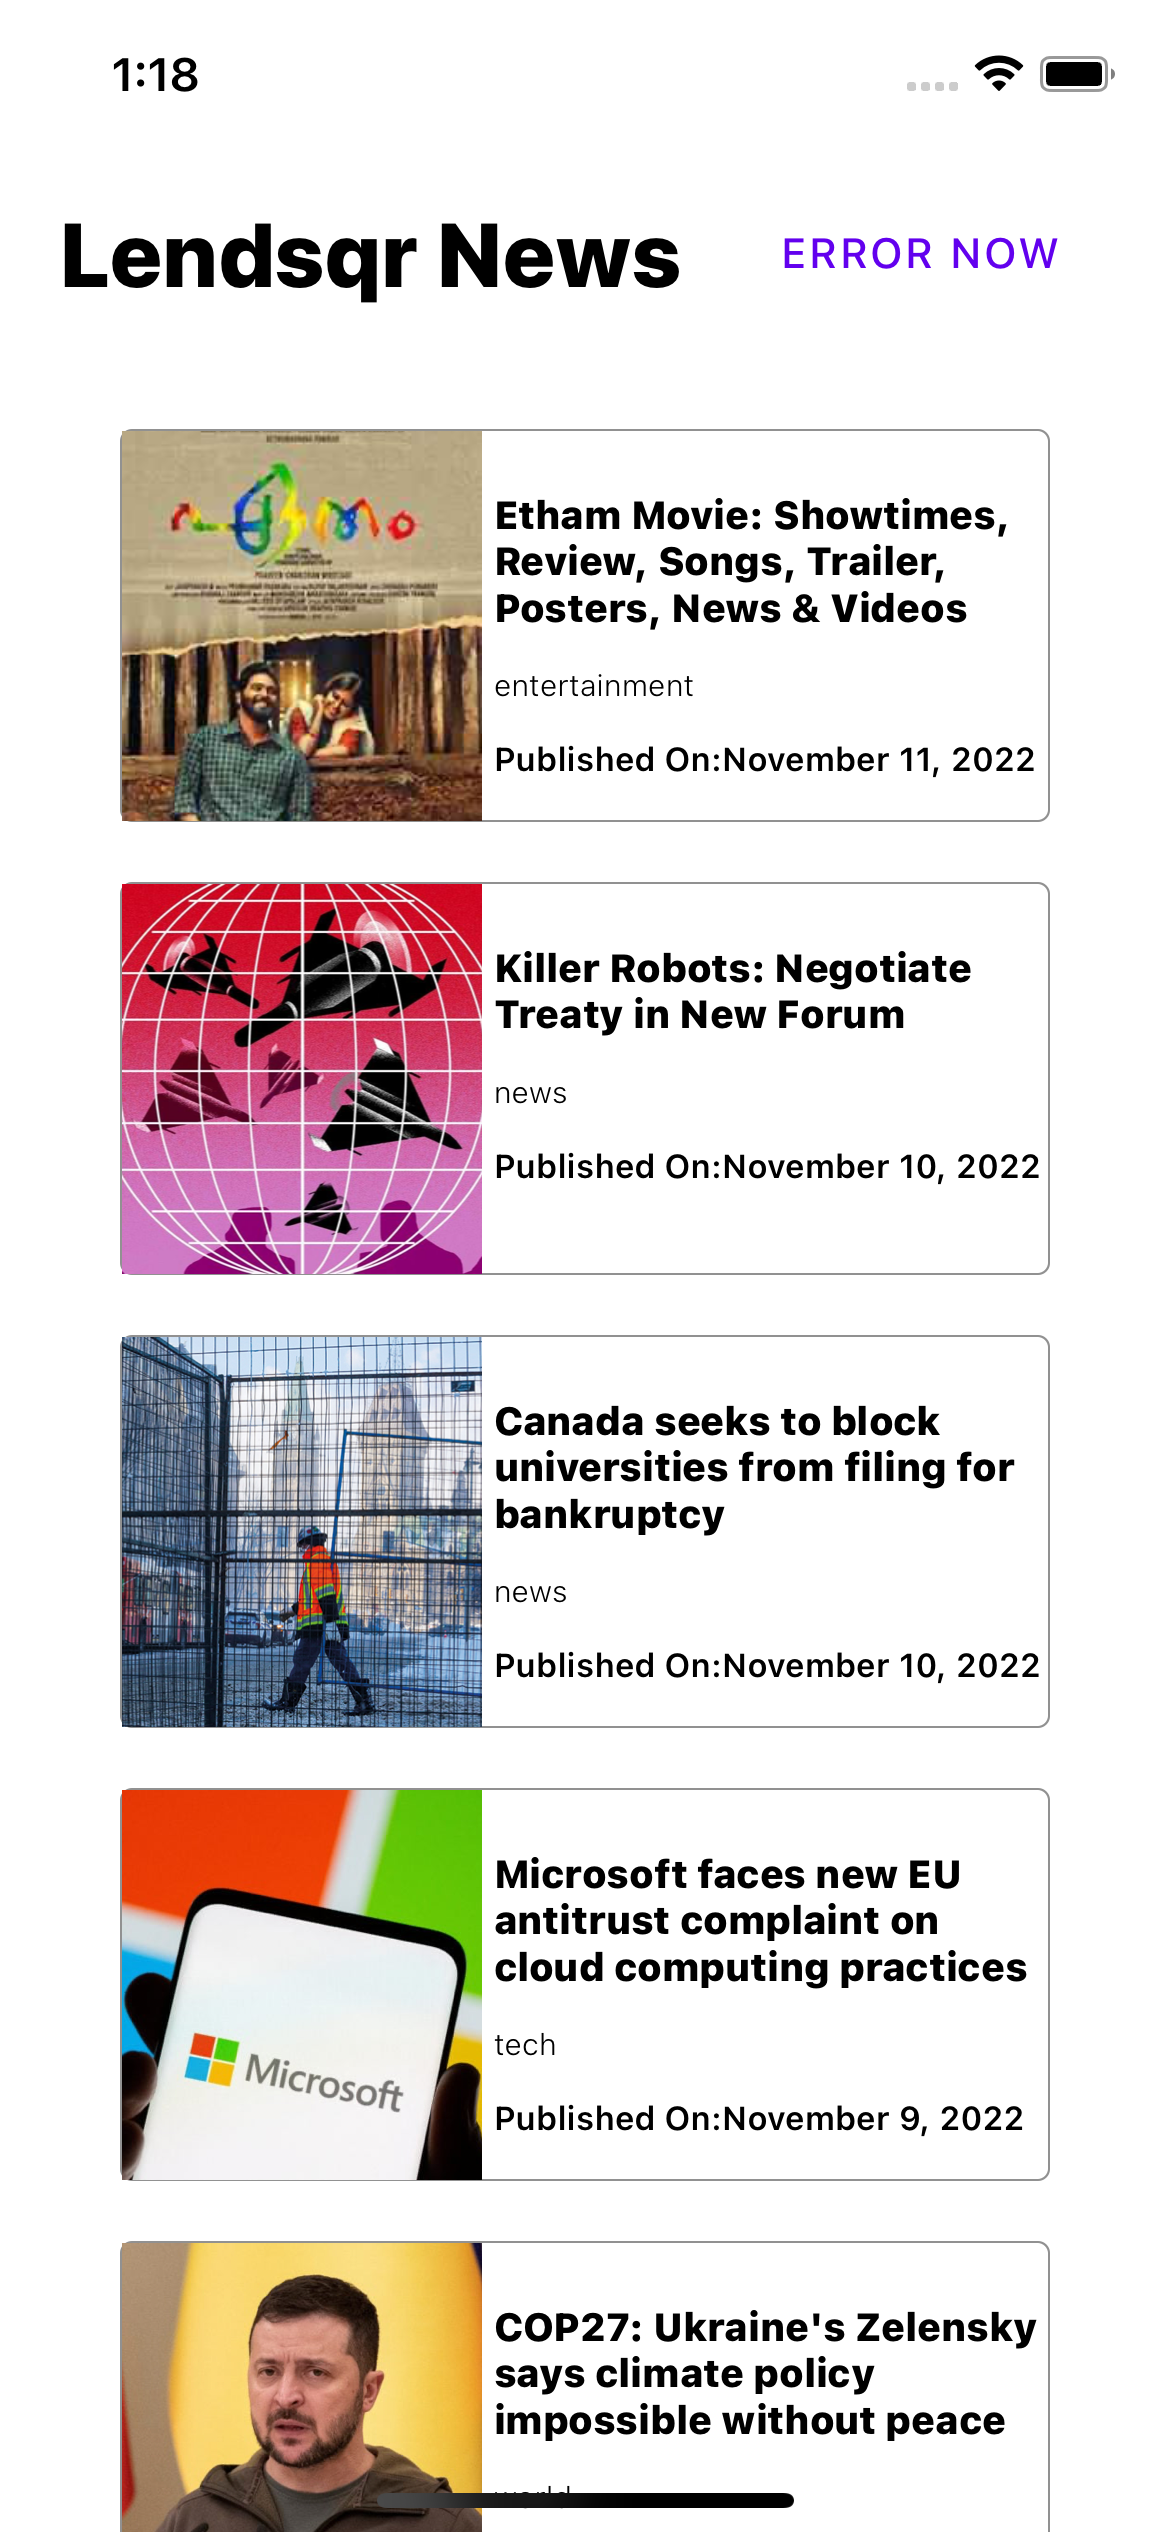 1:18
Lendsqr News
ERROR NOW
Etham Movie: Showtimes,
Review, Songs, Trailer,
Posters, News & Videos
entertainment
Published On:November 11, 2022
Killer Robots: Negotiate
Treaty in New Forum
news
Published On:November 10, 2022
Canada seeks to block
universities from filing for
bankruptcy
news
Published On:November 10, 2022
Microsoft
Microsoft faces new EU
antitrust complaint on
cloud computing practices
tech
Published On:November 9, 2022
COP27: Ukraine's Zelensky
says climate policy
impossible without peace
world